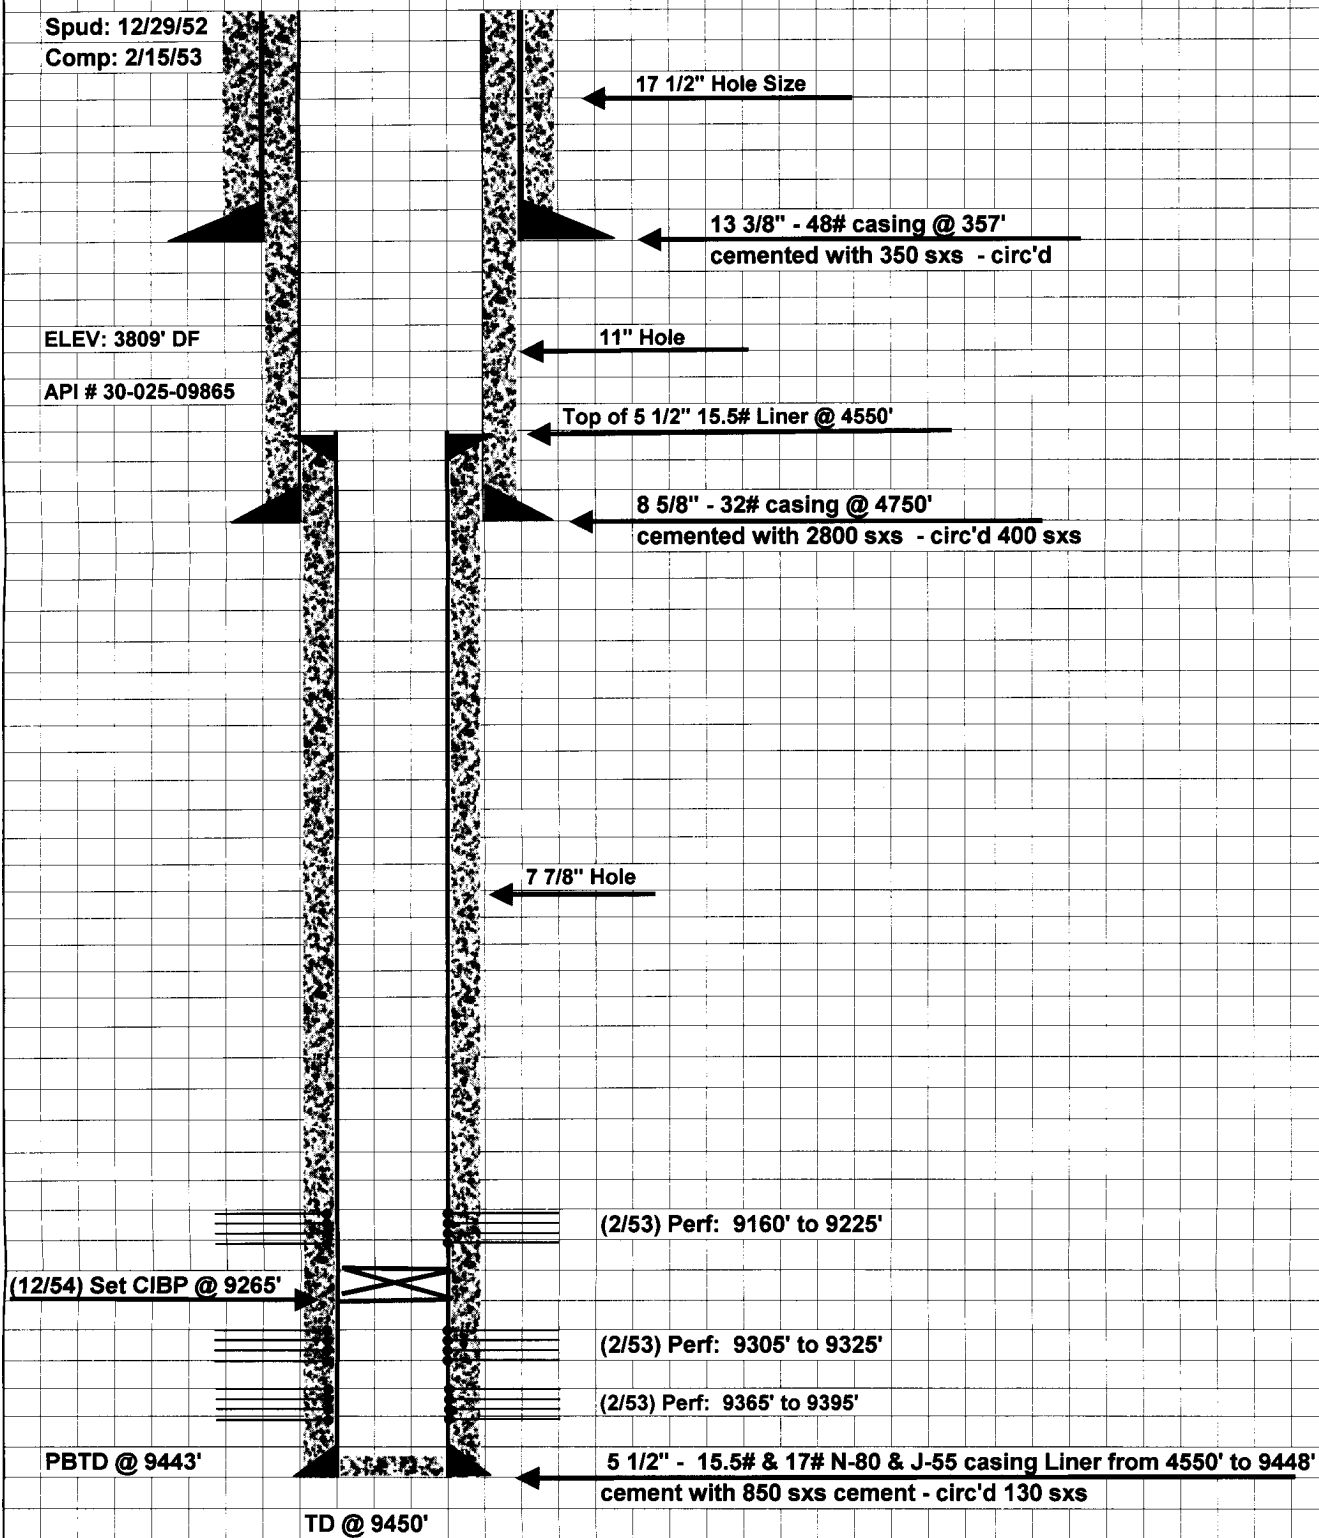 Spud: 12/29/52
Comp: 2/15/53
17 1/2" Hole Size
13 3/8" - 48# casing @ 357'
cemented with 350 sxs - circ'd
ELEV: 3809' DF
11" Hole
API # 30-025-09865
Top of 5 1/2" 15.5# Liner @ 4550'
8 5/8" - 32# casing @ 4750'
cemented with 2800 sxs - circ'd 400 sxs
7 7/8" Hole
(2/53) Perf: 9160' to 9225'
(12/54) Set CIBP @ 9265'
(2/53) Perf: 9305' to 9325'
(2/53) Perf: 9365' to 9395'
PBTD @ 9443'
5 1/2" - 15.5# & 17# N-80 & J-55 casing Liner from 4550' to 9448'
cement with 850 sxs cement - circ'd 130 sxs
TD @ 9450'